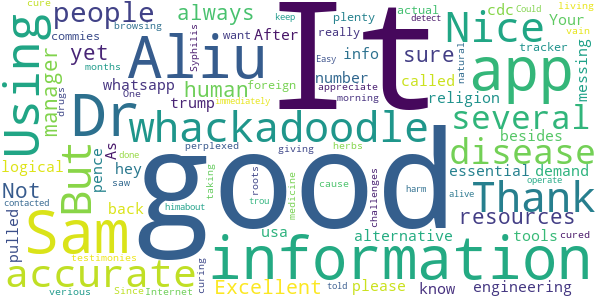 cure
people
always
plenty
It
Nice
cdc
Could
living
Your
vain
commies
browsing
Syphilis
After
want
Easy
keep
actual
detect
Using
manager
yet
months
One
Aliu
really
info
sure
app
tracker
messing
natural
whatsapp
human
foreign
number
appreciate
called
religion
drugs
Dr
trump
morning
immediately
several
But
As
whackadoodle
disease
pence
hey
done
saw
perplexed
giving
herbs
besides
logical
Not
back
taking
roots
cause
challenges
harm
alive
essential
demand
operate
contacted
Sam
good
himabout
medicine
trou
Thank
resources
pulled
usa
alternative
tools
cured
accurate
information
testimonies
verious
Since
Internet
curing
Excellent
told
please
know
engineering